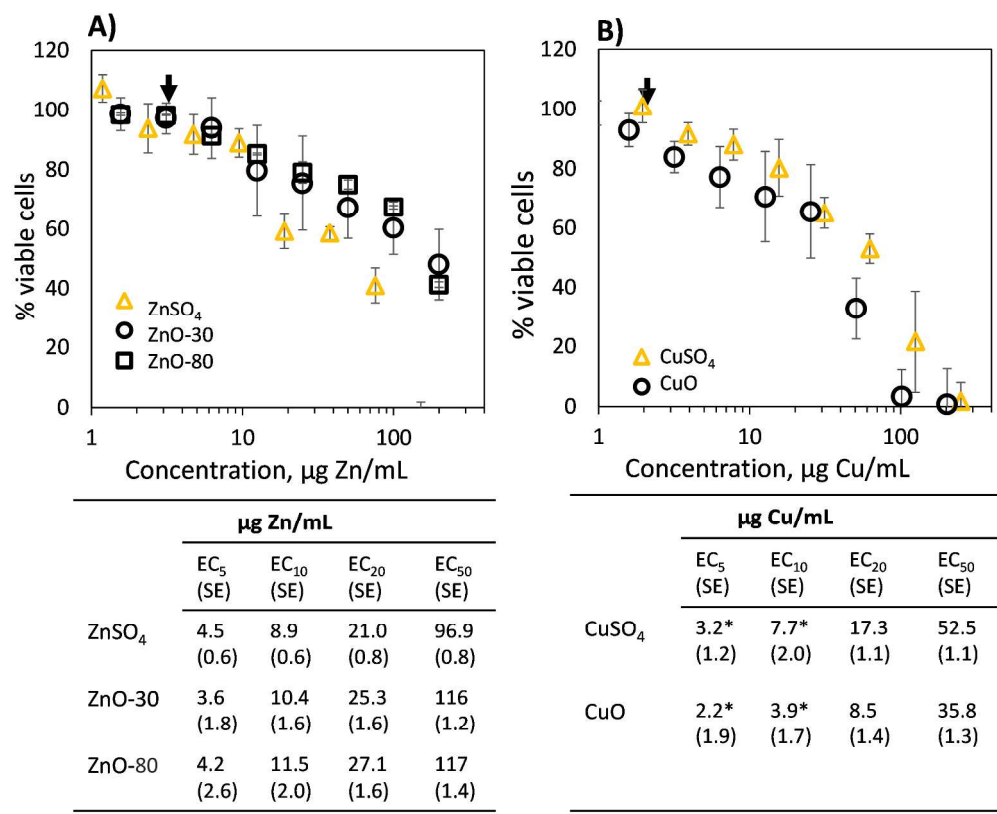 A)
120
100
80
60
40
20
0
% viable cells
ZnSO4
ZnO-30
ZnO-80
1 10 100
Concentration, µg Zn/mL
µg Zn/mL
EC5 EC10 EC20 EC50
(SE) (SE) (SE) (SE)
ZnSO4 4.5 8.9 21.0 96.9
(0.6) (0.6) (0.8) (0.8)
ZnO-30 3.6 10.4 25.3 116
(1.8) (1.6) (1.6) (1.2)
ZnO-80 4.2 11.5 27.1 117
(2.6) (2.0) (1.6) (1.4)
B)
120
100
80
60
40
20
0
% viable cells
CuSO4
CuO
1 10 100
Concentration, µg Cu/mL
µg Cu/mL
EC5 EC10 EC20 EC50
(SE) (SE) (SE) (SE)
CuSO4 3.2* 7.7* 17.3 52.5
(1.2) (2.0) (1.1) (1.1)
CuO 2.2* 3.9* 8.5 35.8
(1.9) (1.7) (1.4) (1.3)